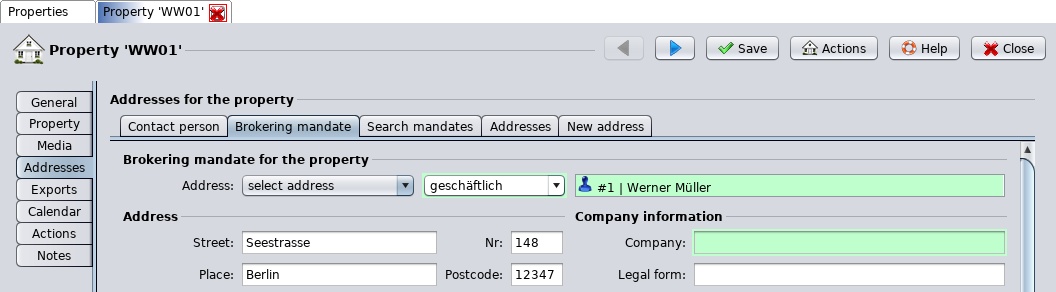 Properties Property 'WW01'
Property 'WW01' Save Actions Help Close
General
Property
Media
Addresses
Exports
Calendar
Actions
Notes
Addresses for the property
Contact person Brokering mandate Search mandates Addresses New address
Brokering mandate for the property
Address: select address geschäftlich #1 | Werner Müller
Address Company information
Street: Seestrasse Nr: 148 Company:
Place: Berlin Postcode: 12347 Legal form: